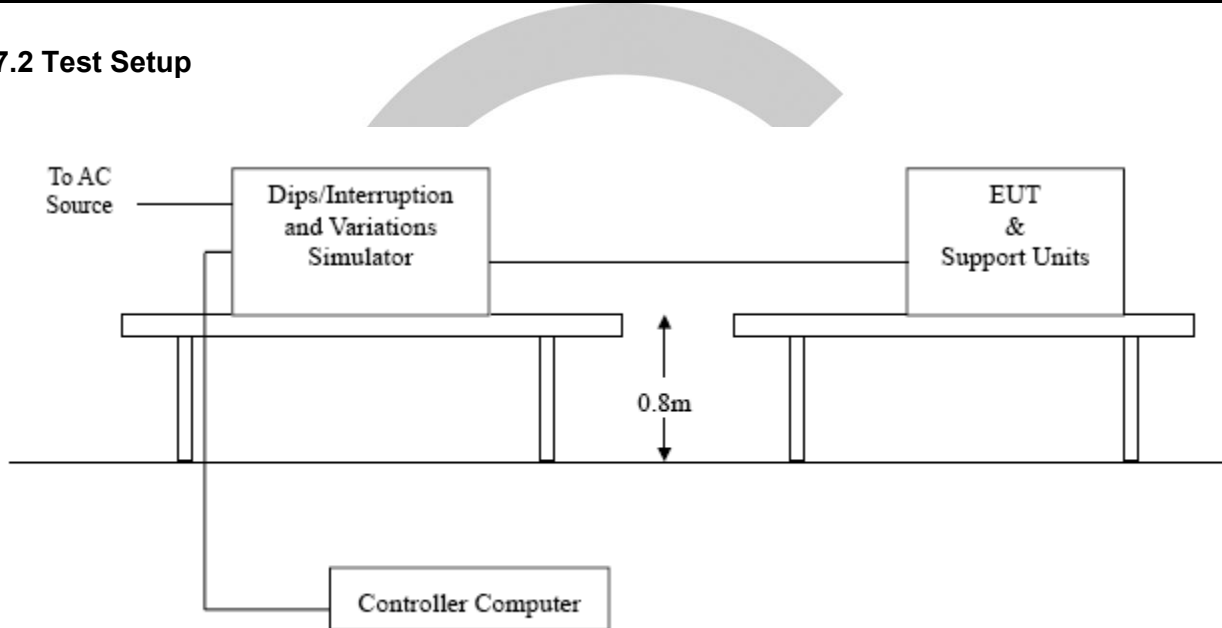 7.2 Test Setup
To AC
Source
Dips/Interruption
and Variations
Simulator
EUT
&
Support Units
0.8m
Controller Computer